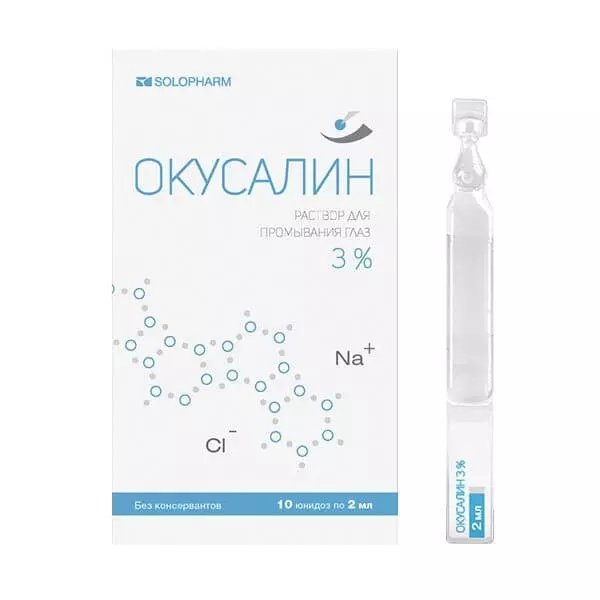 SOLOPHARM
ОКУСАЛИН
РАСТВОР ДЛЯ
ПРОМЫВАНИЯ ГЛАЗ
3 %
Na+
Cl-
Без консервантов
10 юнидоз по 2 мл
ОКУСАЛИН 3%
2 мл